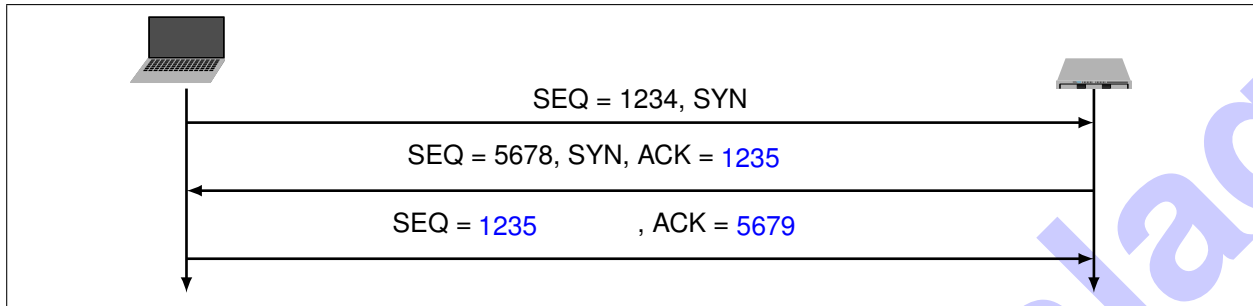 SEQ = 1234, SYN
SEQ = 5678, SYN, ACK = 1235
SEQ = 1235 , ACK = 5679